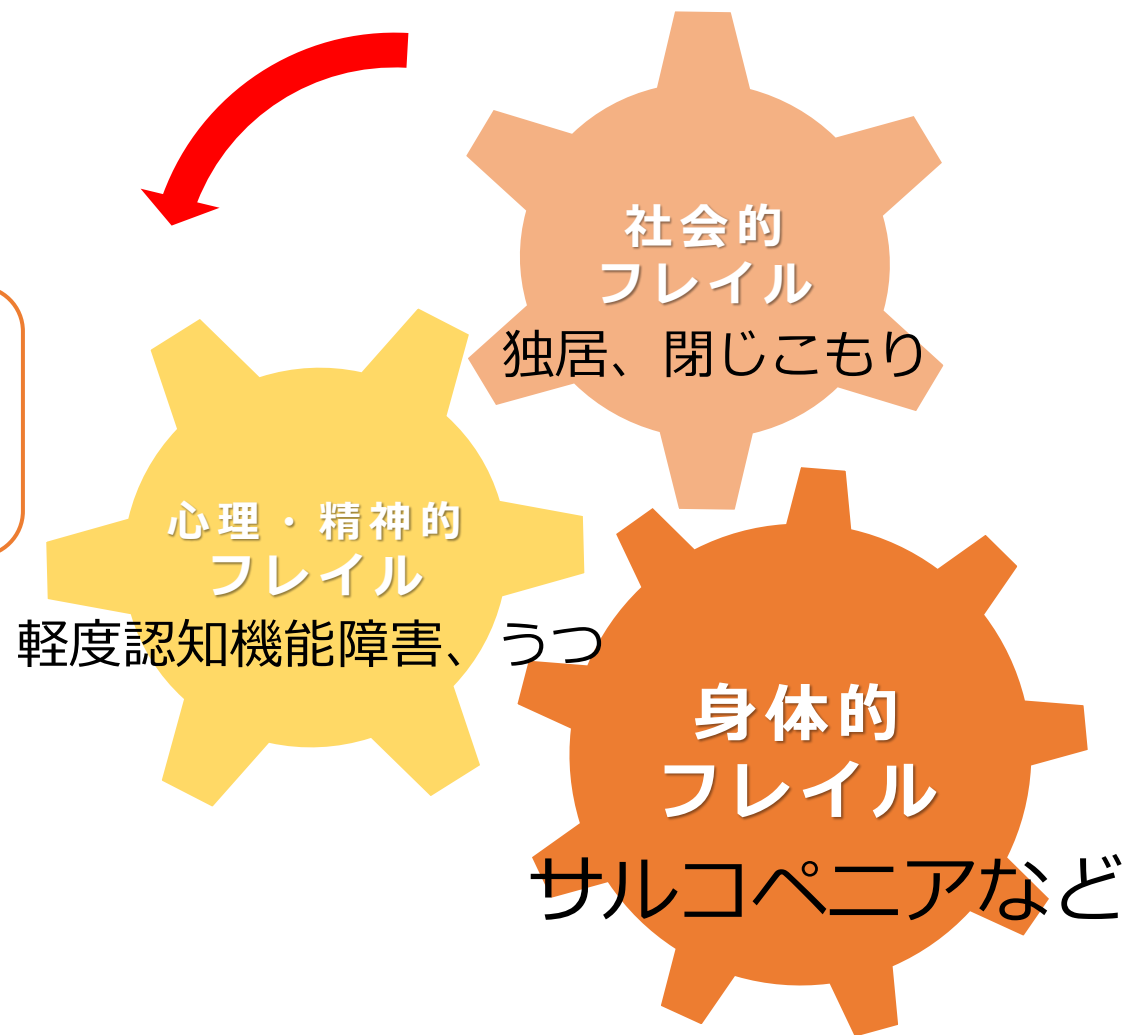 社会的
フレイル
独居、閉じこもり
心理・精神的
フレイル
軽度認知機能障害、うつ
身体的
フレイル
サルコペニアなど